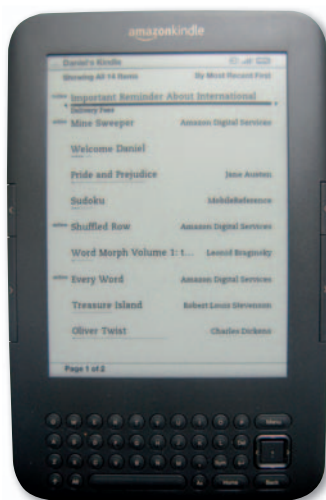 amazonkindle
Daniel's Kindle
Showing All 14 Items By Most Recent First
Important Reminder About International
Delivery Fees
Mine Sweeper Amazon Digital Services
Welcome Daniel
Pride and Prejudice Jane Austen
Sudoku MobileReference
Shuffled Row Amazon Digital Services
Word Morph Volume 1: t... Leonid Braginsky
Every Word Amazon Digital Services
Treasure Island Robert Louis Stevenson
Oliver Twist Charles Dickens
Page 1 of 2
Menu
Home
Back